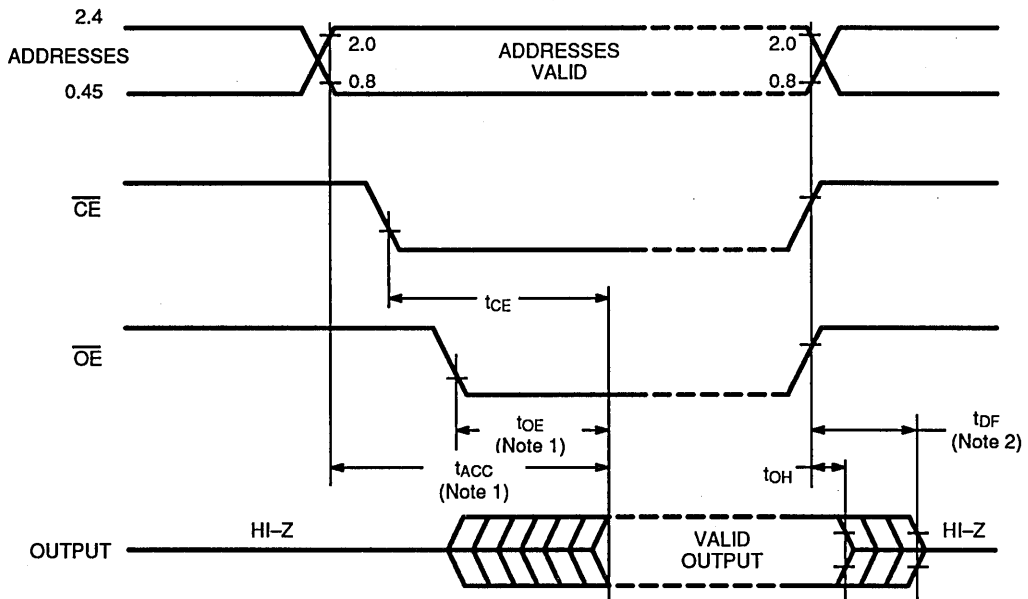 2.4
ADDRESSES
0.45
2.0
0.8
ADDRESSES
VALID
2.0
0.8
CE
tCE
OE
tOE
(Note 1)
tACC
(Note 1)
tDF
(Note 2)
tOH
OUTPUT
HI–Z
VALID
OUTPUT
HI–Z